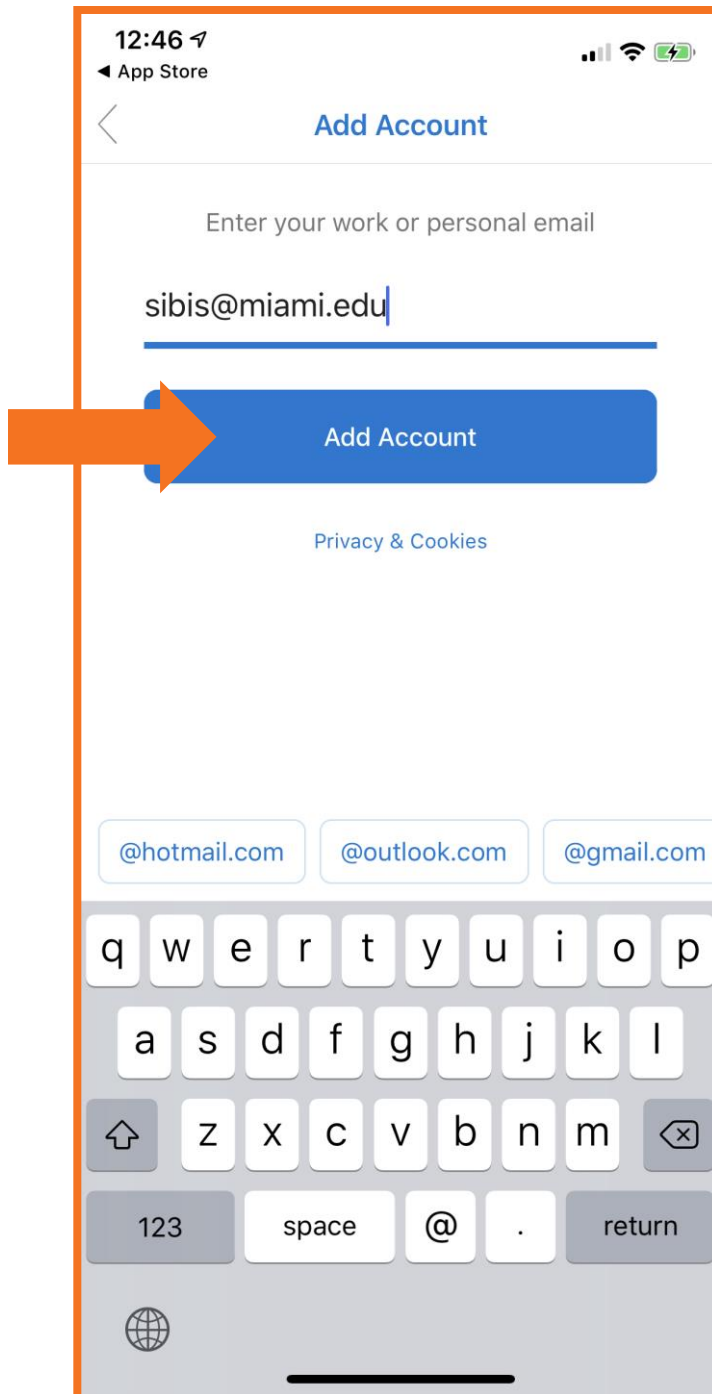 12:46
App Store
Add Account
Enter your work or personal email
sibis@miami.edu
Add Account
Privacy & Cookies
@hotmail.com @outlook.com @gmail.com
q w e r t y u i o p
a s d f g h j k l
z x c v b n m
123 space @ . return